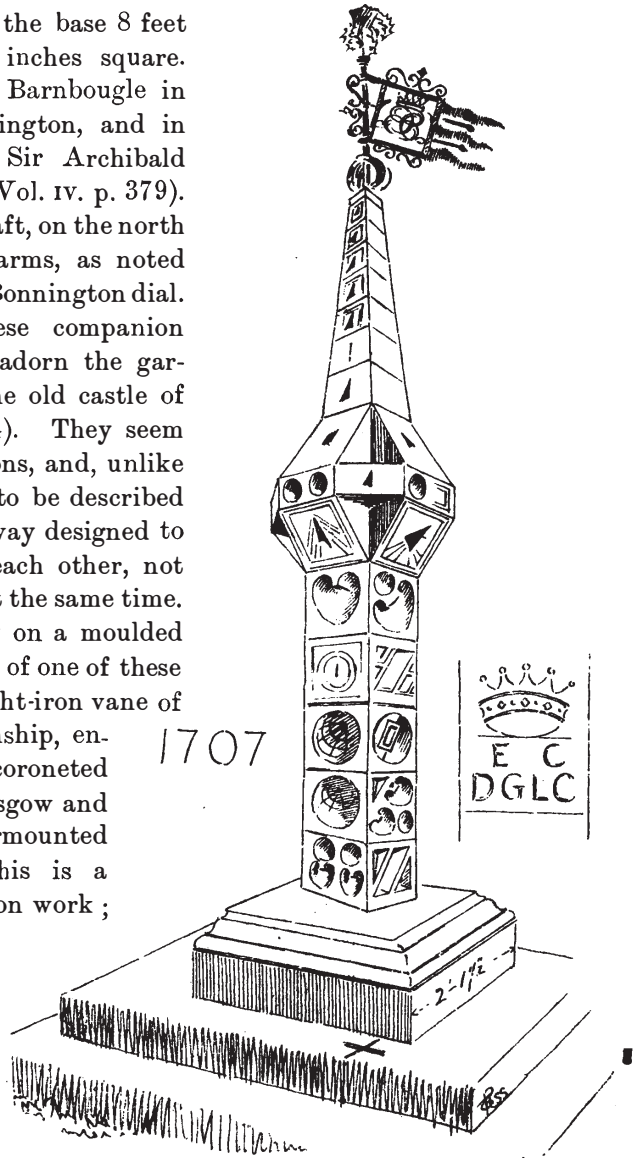 the base 8 feet
inches square.
Barnbougle in
ington, and in
Sir Archibald
Vol. IV. p. 379).
aft, on the north
arms, as noted
Bonnington dial.
ese companion
adorn the gar-
e old castle of
). They seem
ons, and, unlike
to be described
way designed to
each other, not
t the same time.
on a moulded
of one of these
ht-iron vane of
nship, en-
coroneted
sgow and
rmounted
his is a
on work ;
1707
E C
DGLC
2'-1½"